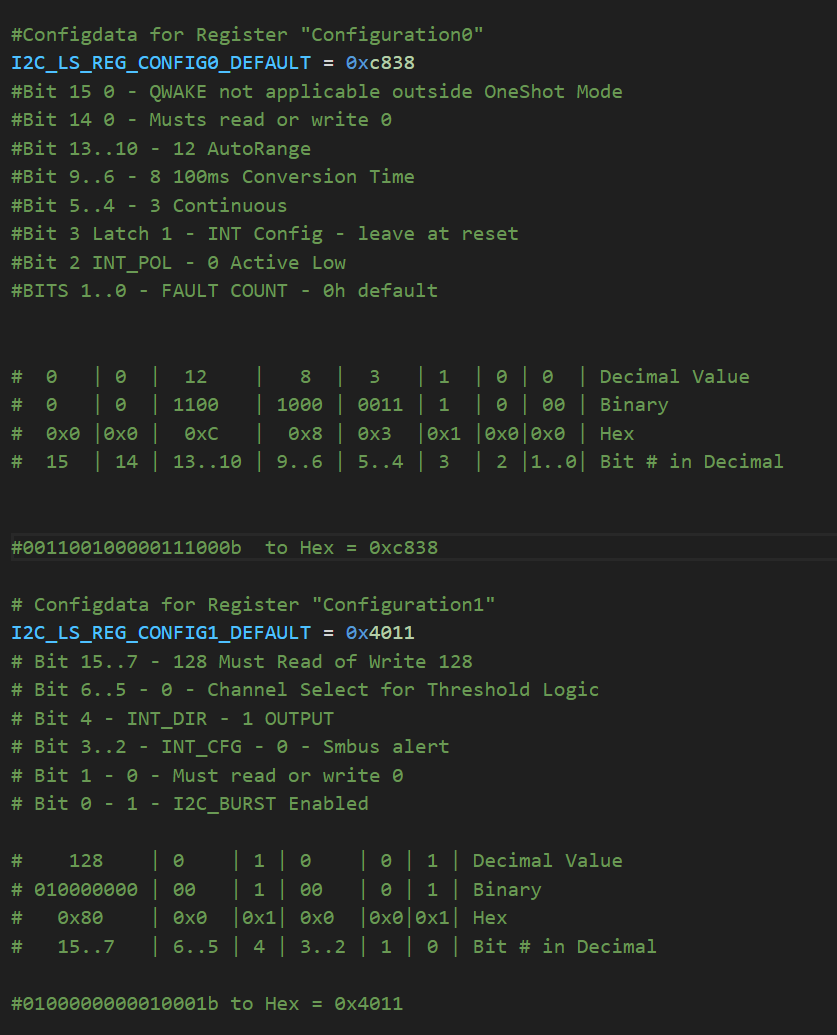 #Configdata for Register "Configuration0"
I2C_LS_REG_CONFIG0_DEFAULT = 0xc838
#Bit 15 0 - QWAKE not applicable outside OneShot Mode
#Bit 14 0 - Musts read or write 0
#Bit 13..10 - 12 AutoRange
#Bit 9..6 - 8 100ms Conversion Time
#Bit 5..4 - 3 Continuous
#Bit 3 Latch 1 - INT Config - leave at reset
#Bit 2 INT_POL - 0 Active Low
#BITS 1..0 - FAULT COUNT - 0h default
#  0   | 0  |  12    |   8  |  3   | 1  | 0 | 0  | Decimal Value
#  0   | 0  | 1100   | 1000 | 0011 | 1  | 0 | 00 | Binary
#  0x0 |0x0 |  0xC   |  0x8 | 0x3  |0x1 |0x0|0x0 | Hex
#  15  | 14 | 13..10 | 9..6 | 5..4 | 3  | 2 |1..0| Bit # in Decimal
#001100100000111000b  to Hex = 0xc838
# Configdata for Register "Configuration1"
I2C_LS_REG_CONFIG1_DEFAULT = 0x4011
# Bit 15..7 - 128 Must Read of Write 128
# Bit 6..5 - 0 - Channel Select for Threshold Logic
# Bit 4 - INT_DIR - 1 OUTPUT
# Bit 3..2 - INT_CFG - 0 - Smbus alert
# Bit 1 - 0 - Must read or write 0
# Bit 0 - 1 - I2C_BURST Enabled
#    128    | 0    | 1 | 0    | 0 | 1 | Decimal Value
# 010000000 | 00   | 1 | 00   | 0 | 1 | Binary
#   0x80    | 0x0  |0x1| 0x0  |0x0|0x1| Hex
#   15..7   | 6..5 | 4 | 3..2 | 1 | 0 | Bit # in Decimal
#0100000000010001b to Hex = 0x4011